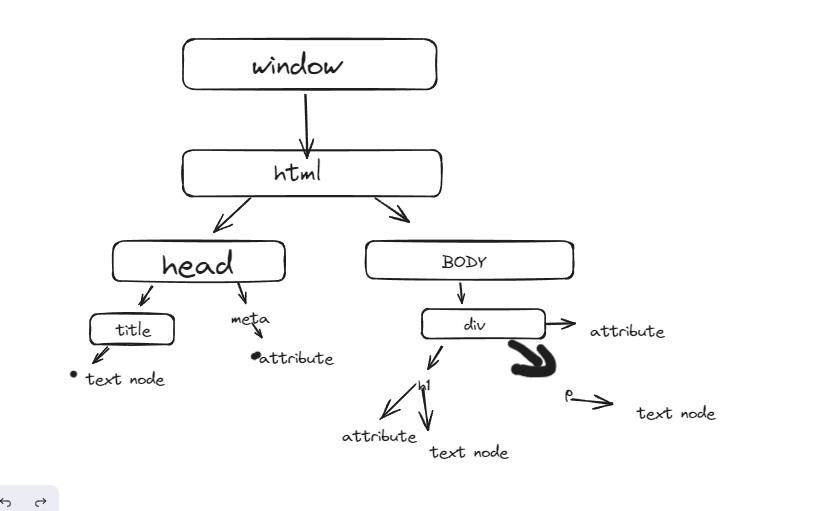 window
html
head
BODY
meta
title
div
attribute
attribute
text node
h1
p
text node
attribute
text node